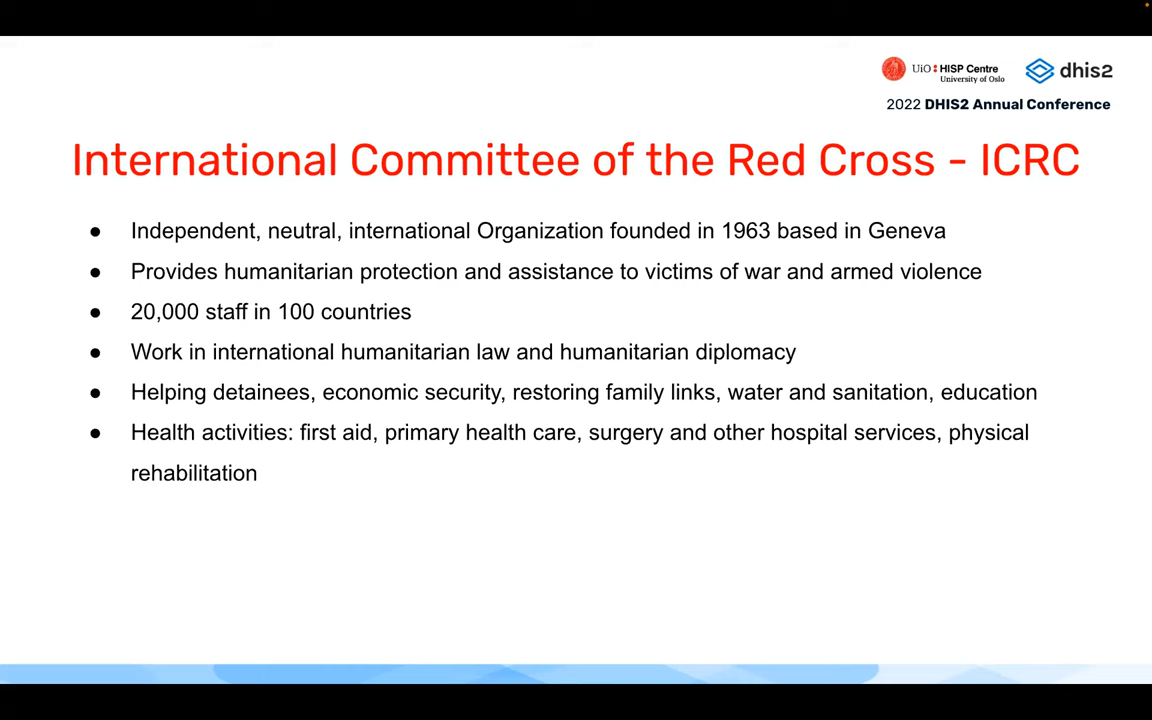 UiO: HISP Centre
University of Oslo
dhis2
2022 DHIS2 Annual Conference
International Committee of the Red Cross - ICRC
● Independent, neutral, international Organization founded in 1963 based in Geneva
● Provides humanitarian protection and assistance to victims of war and armed violence
● 20,000 staff in 100 countries
● Work in international humanitarian law and humanitarian diplomacy
● Helping detainees, economic security, restoring family links, water and sanitation, education
● Health activities: first aid, primary health care, surgery and other hospital services, physical
rehabilitation